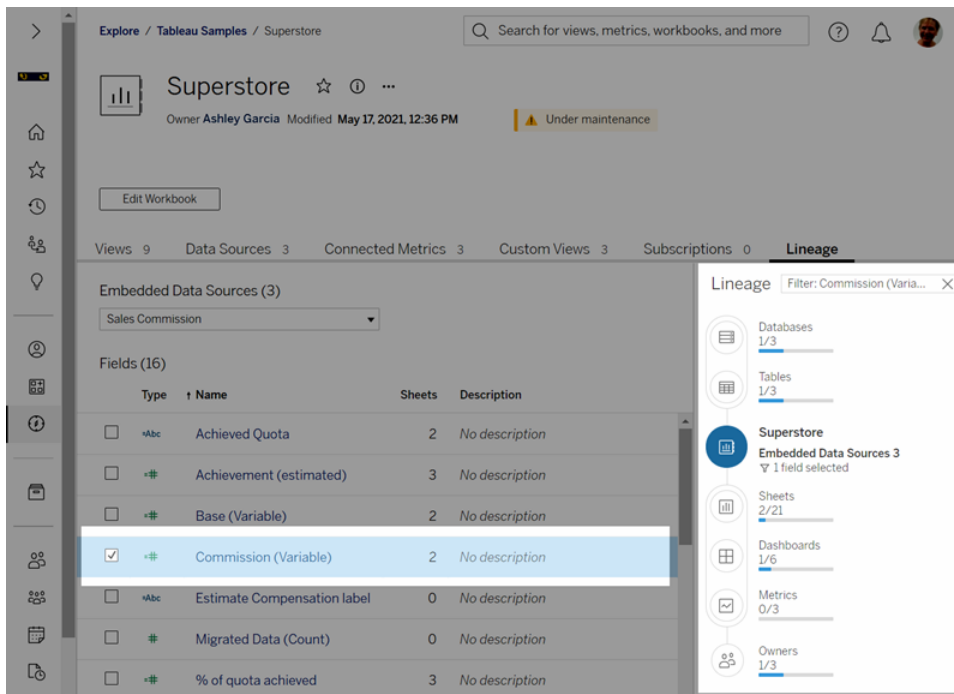 Explore / Tableau Samples / Superstore
Search for views, metrics, workbooks, and more
Superstore
Owner Ashley Garcia Modified May 17, 2021, 12:36 PM
Under maintenance
Edit Workbook
Views 9 Data Sources 3 Connected Metrics 3 Custom Views 3 Subscriptions 0 Lineage
Embedded Data Sources (3)
Sales Commission
Fields (16)
Type ↑ Name Sheets Description
=Abc Achieved Quota 2 No description
=# Achievement (estimated) 3 No description
=# Base (Variable) 2 No description
=# Commission (Variable) 2 No description
=Abc Estimate Compensation label 0 No description
# Migrated Data (Count) 0 No description
=# % of quota achieved 3 No description
Lineage Filter: Commission (Varia...
Databases
1/3
Tables
1/3
Superstore
Embedded Data Sources 3
1 field selected
Sheets
2/21
Dashboards
1/6
Metrics
0/3
Owners
1/3